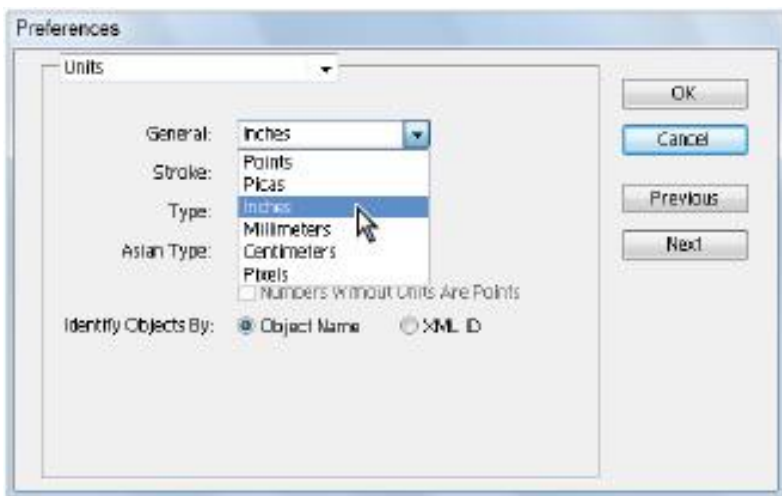 Preferences
Units
OK
General: Inches
Cancel
Points
Stroke:
Picas
Inches
Previous
Type:
Millimeters
Asian Type: Centimeters
Next
Pixels
Numbers Without Units Are Points
Identify Objects By: Object Name XML ID